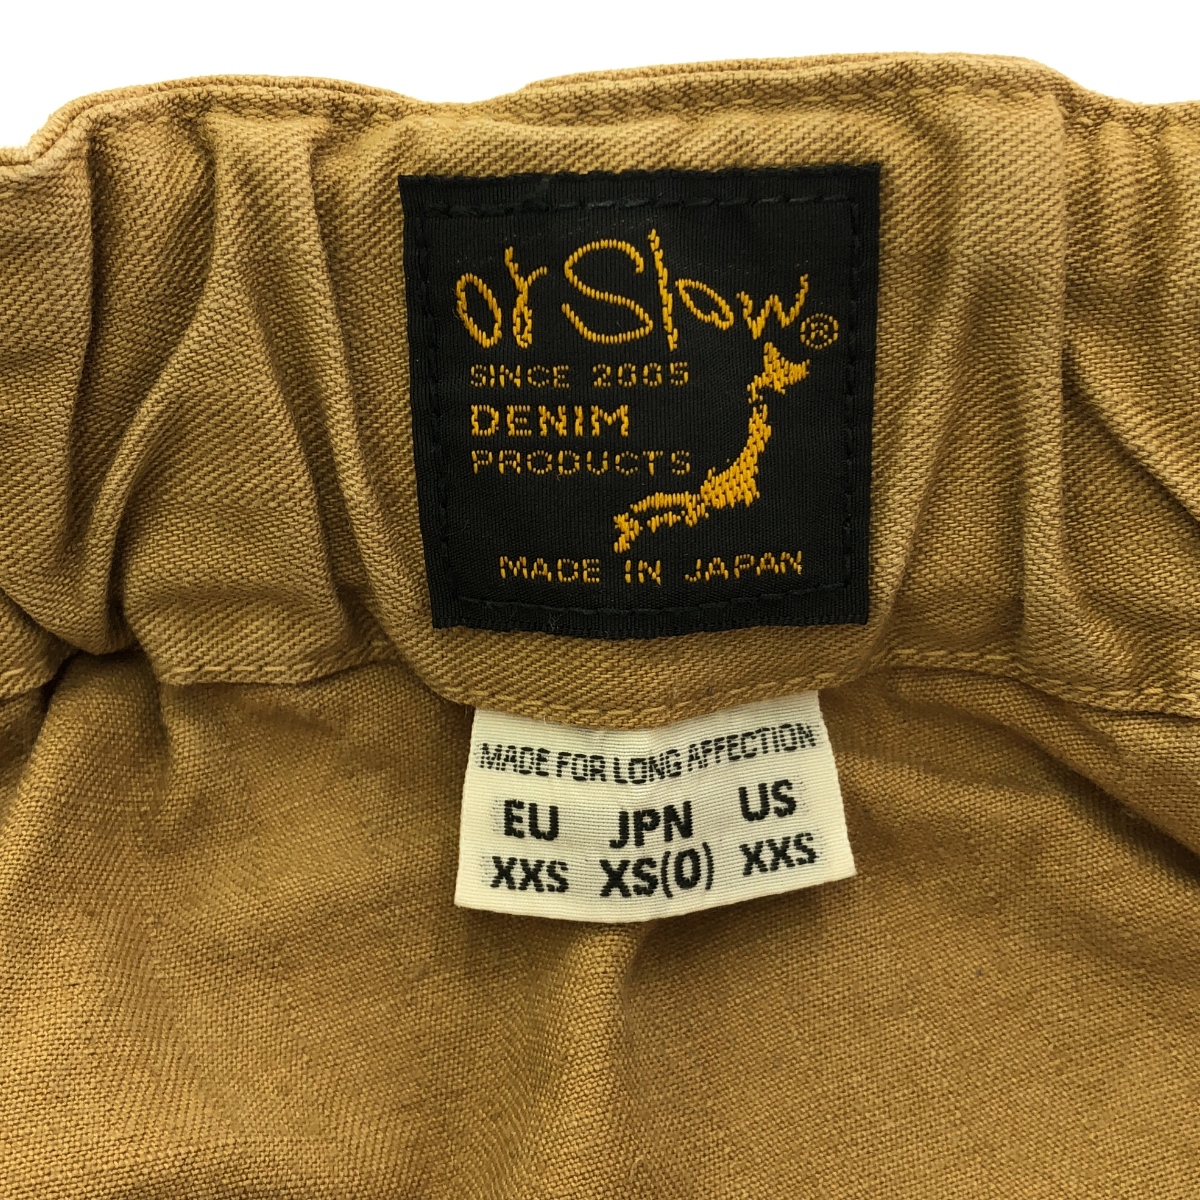 orSlow®
SINCE 2005
DENIM
PRODUCTS
MADE IN JAPAN
MADE FOR LONG AFFECTION
EU JPN US
XXS XS(0) XXS